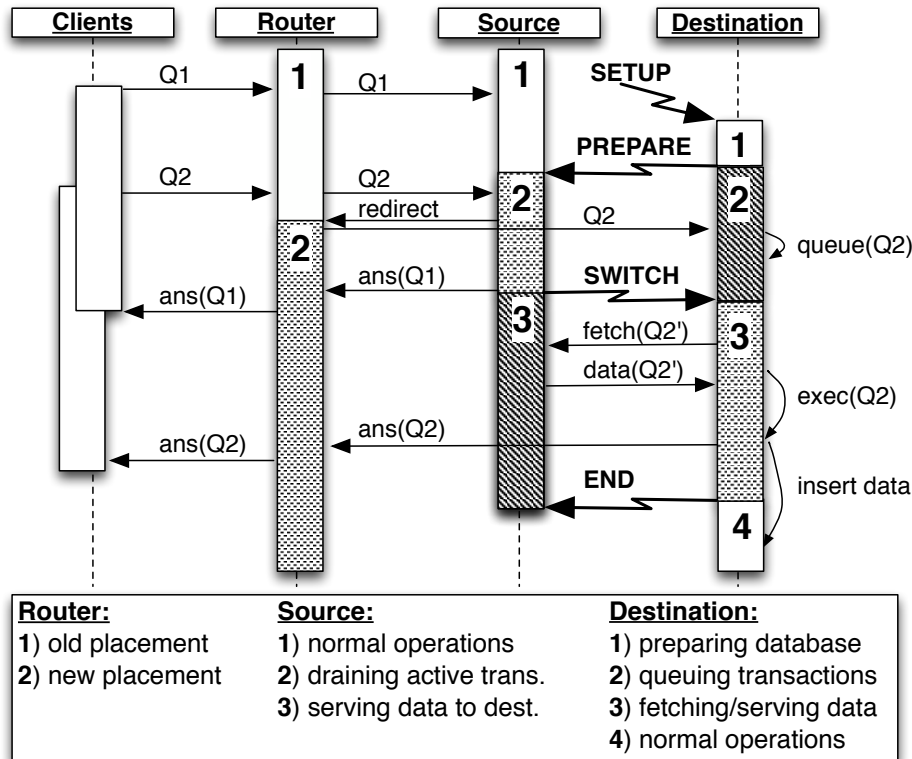 Clients Router Source Destination
1 1 SETUP
Q1 Q1
1
PREPARE
Q2 Q2 2 2
redirect Q2
2 queue(Q2)
ans(Q1) ans(Q1) SWITCH
3 3
fetch(Q2')
data(Q2')
exec(Q2)
ans(Q2) ans(Q2)
END insert data
4
Router: Source: Destination:
1) old placement 1) normal operations 1) preparing database
2) new placement 2) draining active trans. 2) queuing transactions
3) serving data to dest. 3) fetching/serving data
4) normal operations